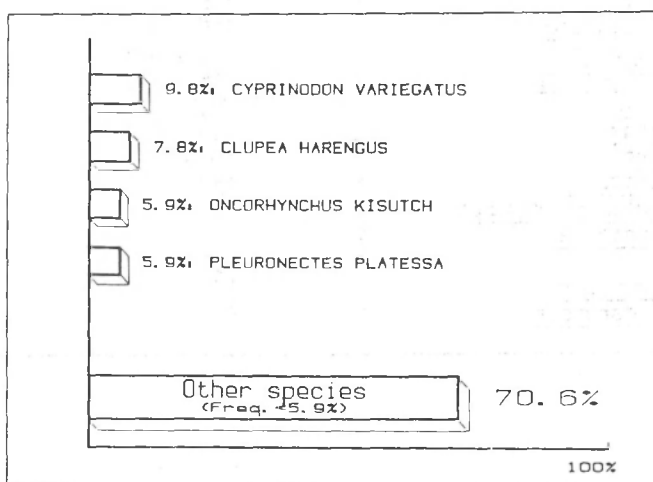 9.8%: CYPRINODON VARIEGATUS
7.8%: CLUPEA HARENGUS
5.9%: ONCORHYNCHUS KISUTCH
5.9%: PLEURONECTES PLATESSA
Other species 70.6%
(Freq. <5.9%)
100%